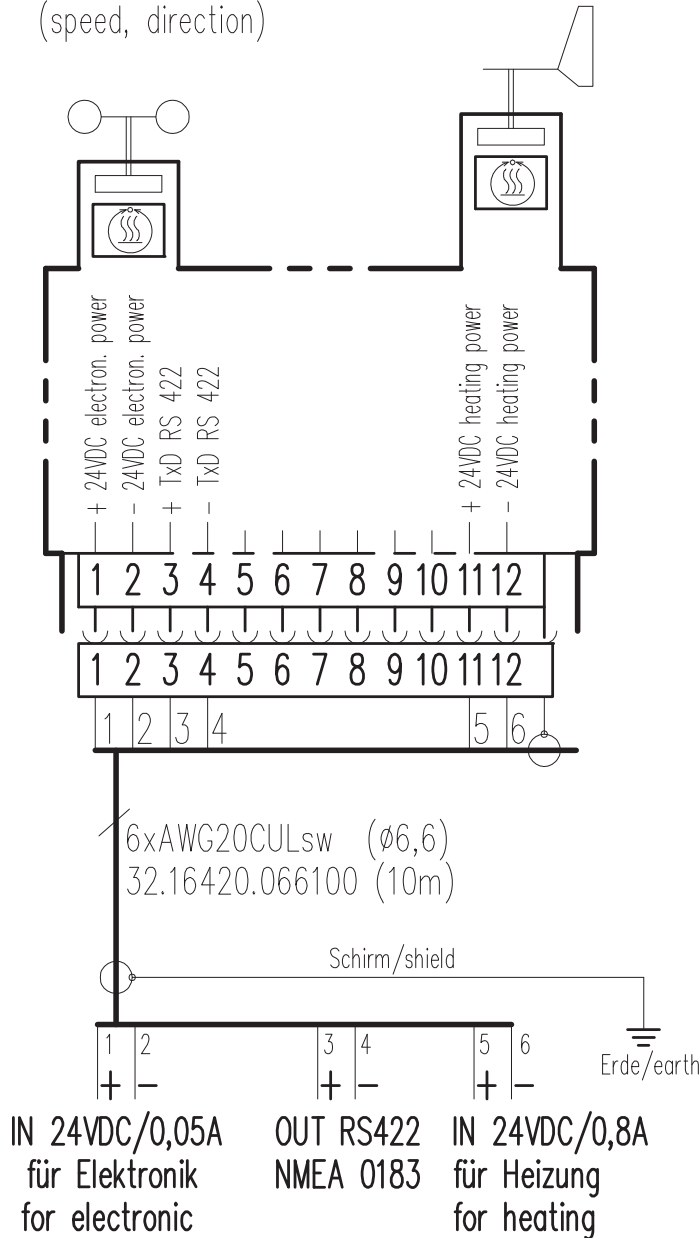 (speed, direction)
+ 24VDC electron. power
- 24VDC electron. power
+ TxD RS 422
- TxD RS 422
+ 24VDC heating power
- 24VDC heating power
1 2 3 4 5 6 7 8 9 10 11 12
1 2 3 4 5 6 7 8 9 10 11 12
1 2 3 4 5 6
6xAWG20CULsw (Ø6,6)
32.16420.066100 (10m)
Schirm/shield
Erde/earth
1 2 3 4 5 6
+ - + - + -
IN 24VDC/0,05A
für Elektronik
for electronic
OUT RS422
NMEA 0183
IN 24VDC/0,8A
für Heizung
for heating